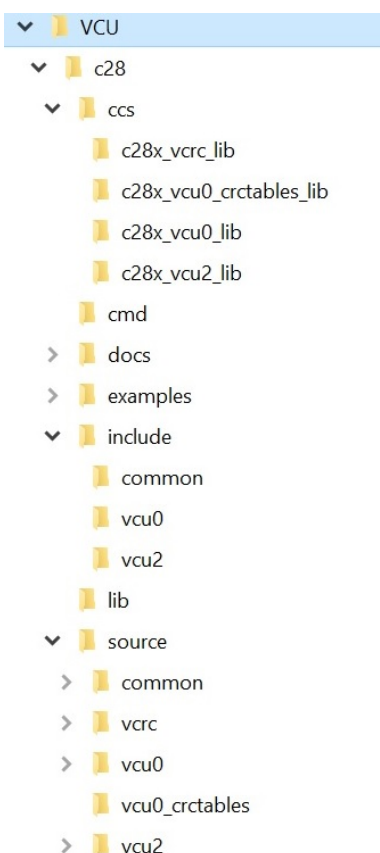 VCU
c28
ccs
c28x_vcrc_lib
c28x_vcu0_crctables_lib
c28x_vcu0_lib
c28x_vcu2_lib
cmd
docs
examples
include
common
vcu0
vcu2
lib
source
common
vcrc
vcu0
vcu0_crctables
vcu2